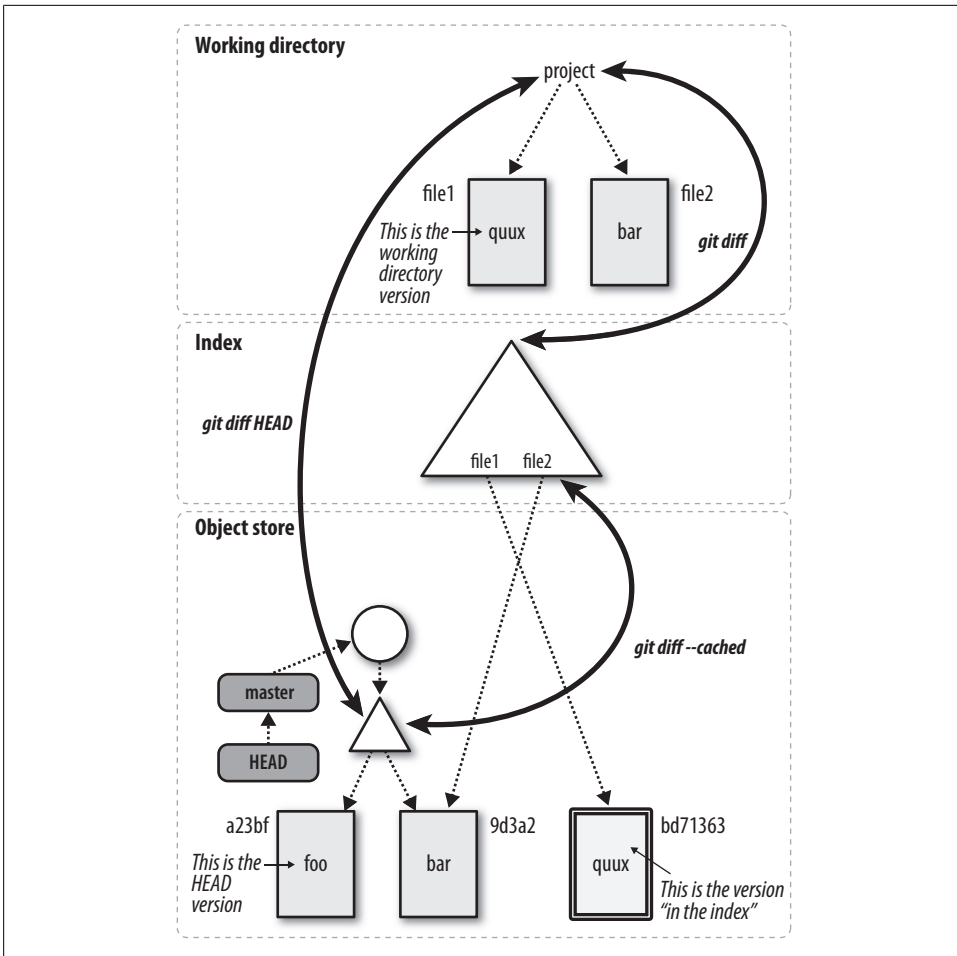 Working directory
project
file1
file2
This is the
working
directory
version
quux
bar
git diff
Index
git diff HEAD
file1
file2
Object store
git diff --cached
master
HEAD
a23bf
9d3a2
bd71363
This is the
HEAD
version
foo
bar
quux
This is the version
“in the index”